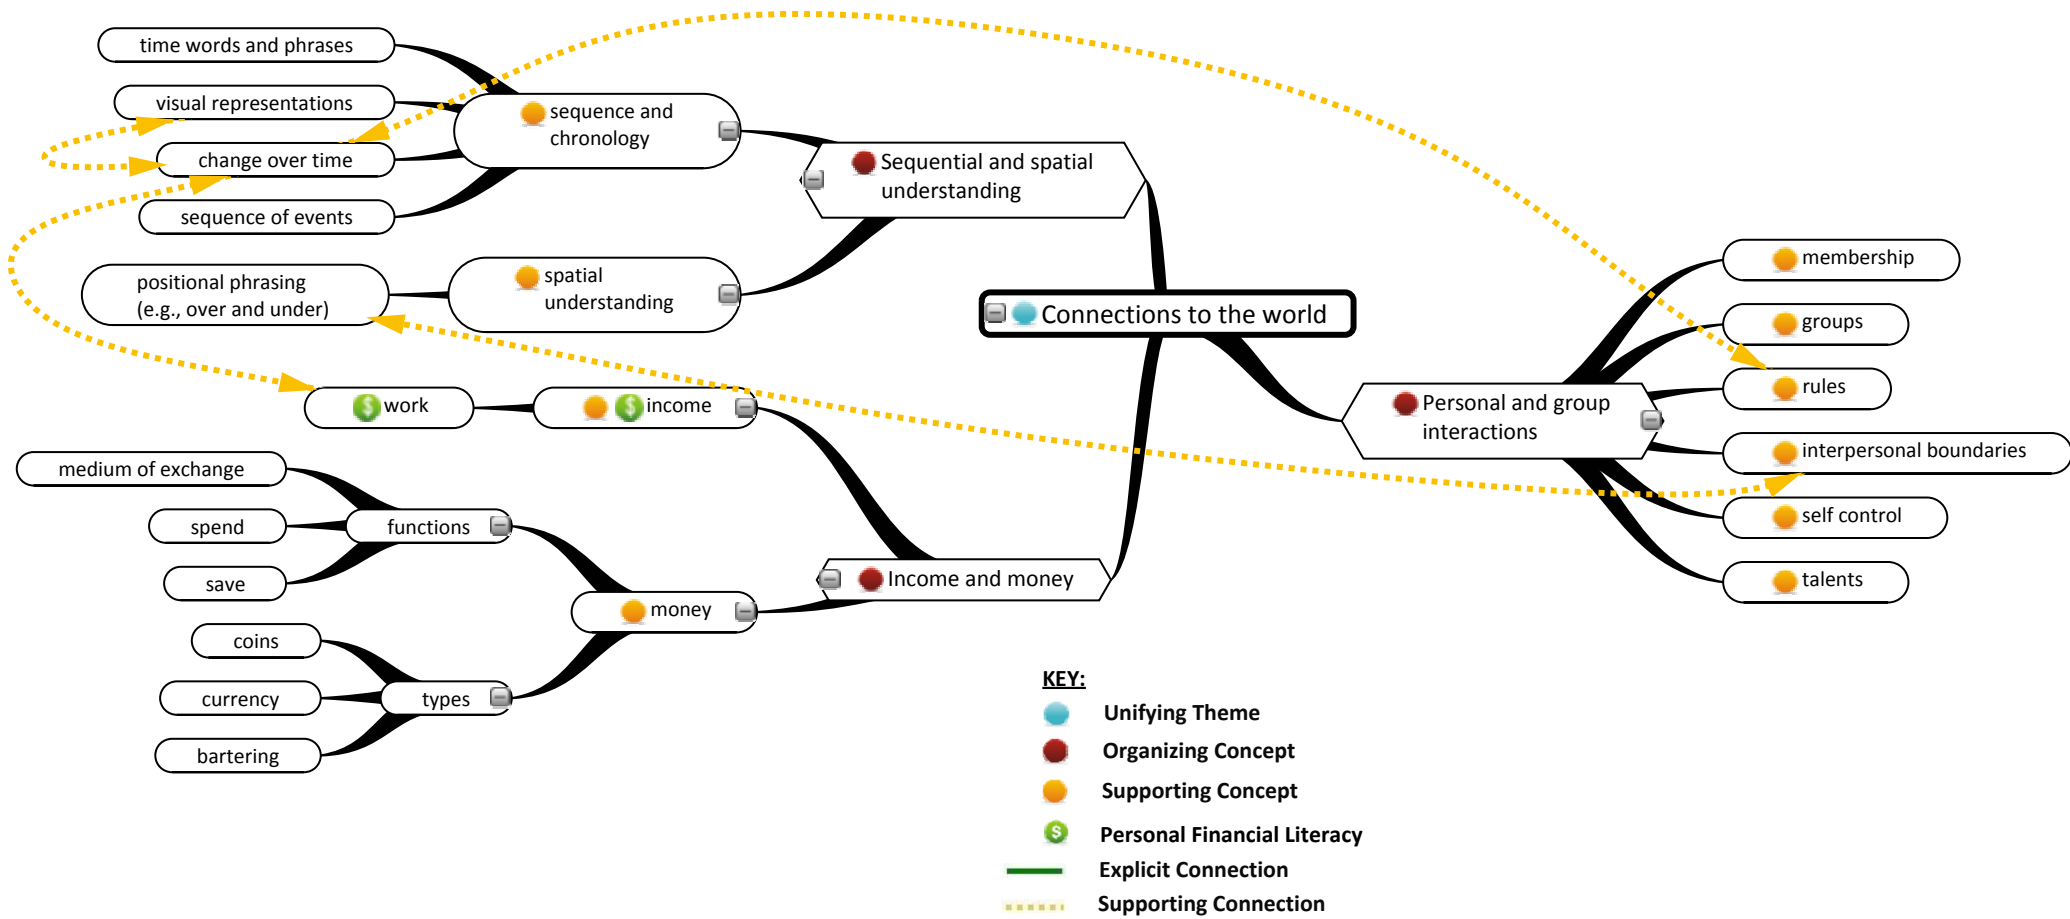 time words and phrases
visual representations
change over time
sequence of events
sequence and
chronology
positional phrasing
(e.g., over and under)
spatial
understanding
Sequential and spatial
understanding
Connections to the world
work
income
medium of exchange
spend
save
functions
coins
currency
bartering
types
money
Income and money
Personal and group
interactions
membership
groups
rules
interpersonal boundaries
self control
talents
KEY:
Unifying Theme
Organizing Concept
Supporting Concept
$ Personal Financial Literacy
Explicit Connection
Supporting Connection